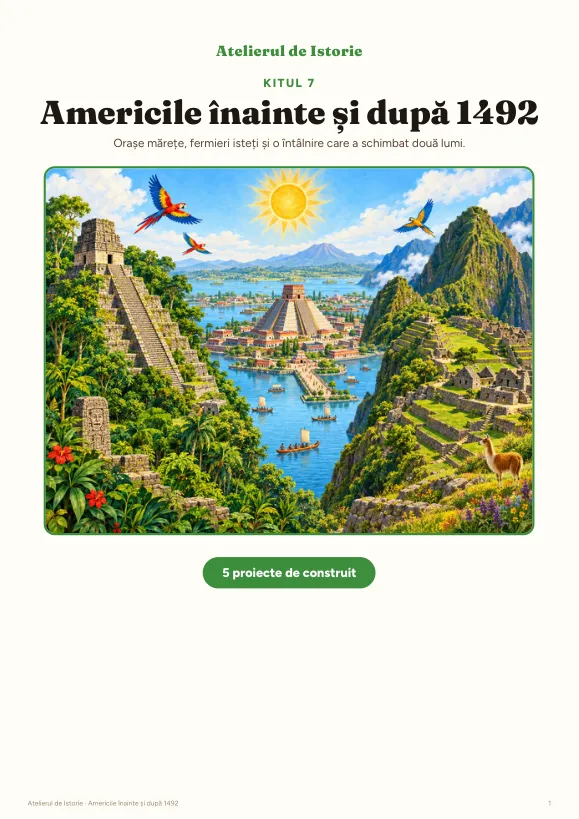 Atelierul de Istorie
KITUL 7
Americile înainte și după 1492
Orașe mărețe, fermieri isteți și o întâlnire care a schimbat două lumi.
5 proiecte de construit
Atelierul de Istorie · Americile înainte și după 1492
1